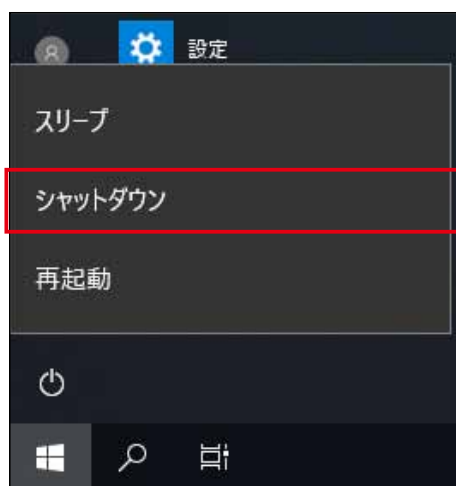 設定
スリープ
シャットダウン
再起動